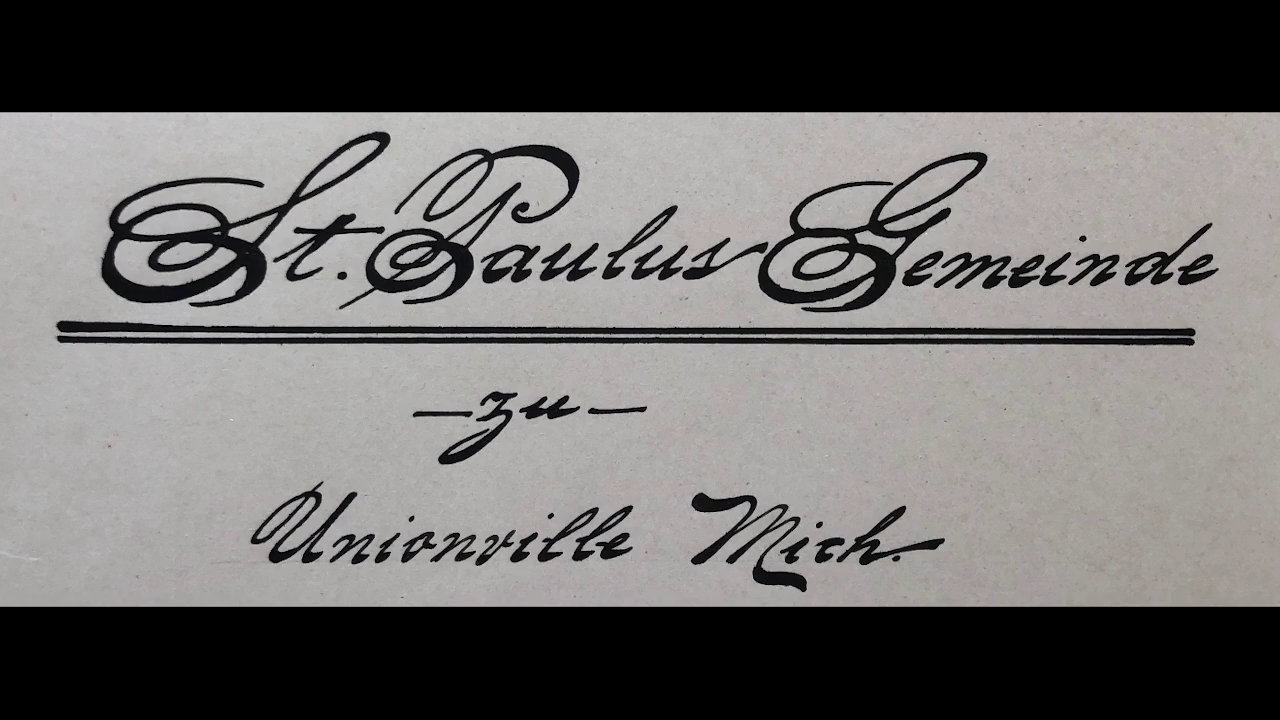 St. Paulus Gemeinde
— zu —
Unionville Mich.